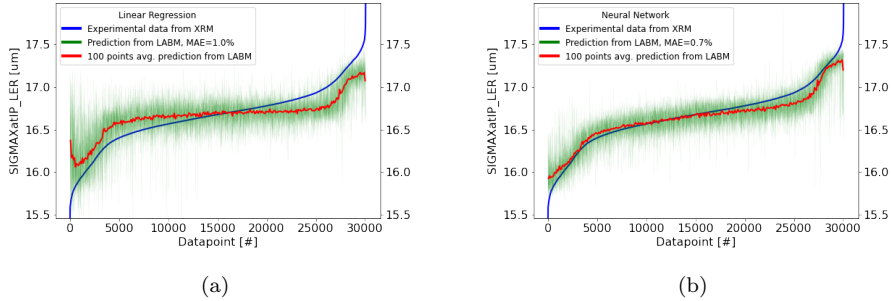 Linear Regression
Experimental data from XRM
Prediction from LABM, MAE=1.0%
100 points avg. prediction from LABM
SIGMAXatIP_LER [um]
17.5
17.0
16.5
16.0
15.5
17.5
17.0
16.5
16.0
15.5
0 5000 10000 15000 20000 25000 30000
Datapoint [#]
(a)
Neural Network
Experimental data from XRM
Prediction from LABM, MAE=0.7%
100 points avg. prediction from LABM
SIGMAXatIP_LER [um]
17.5
17.0
16.5
16.0
15.5
17.5
17.0
16.5
16.0
15.5
0 5000 10000 15000 20000 25000 30000
Datapoint [#]
(b)